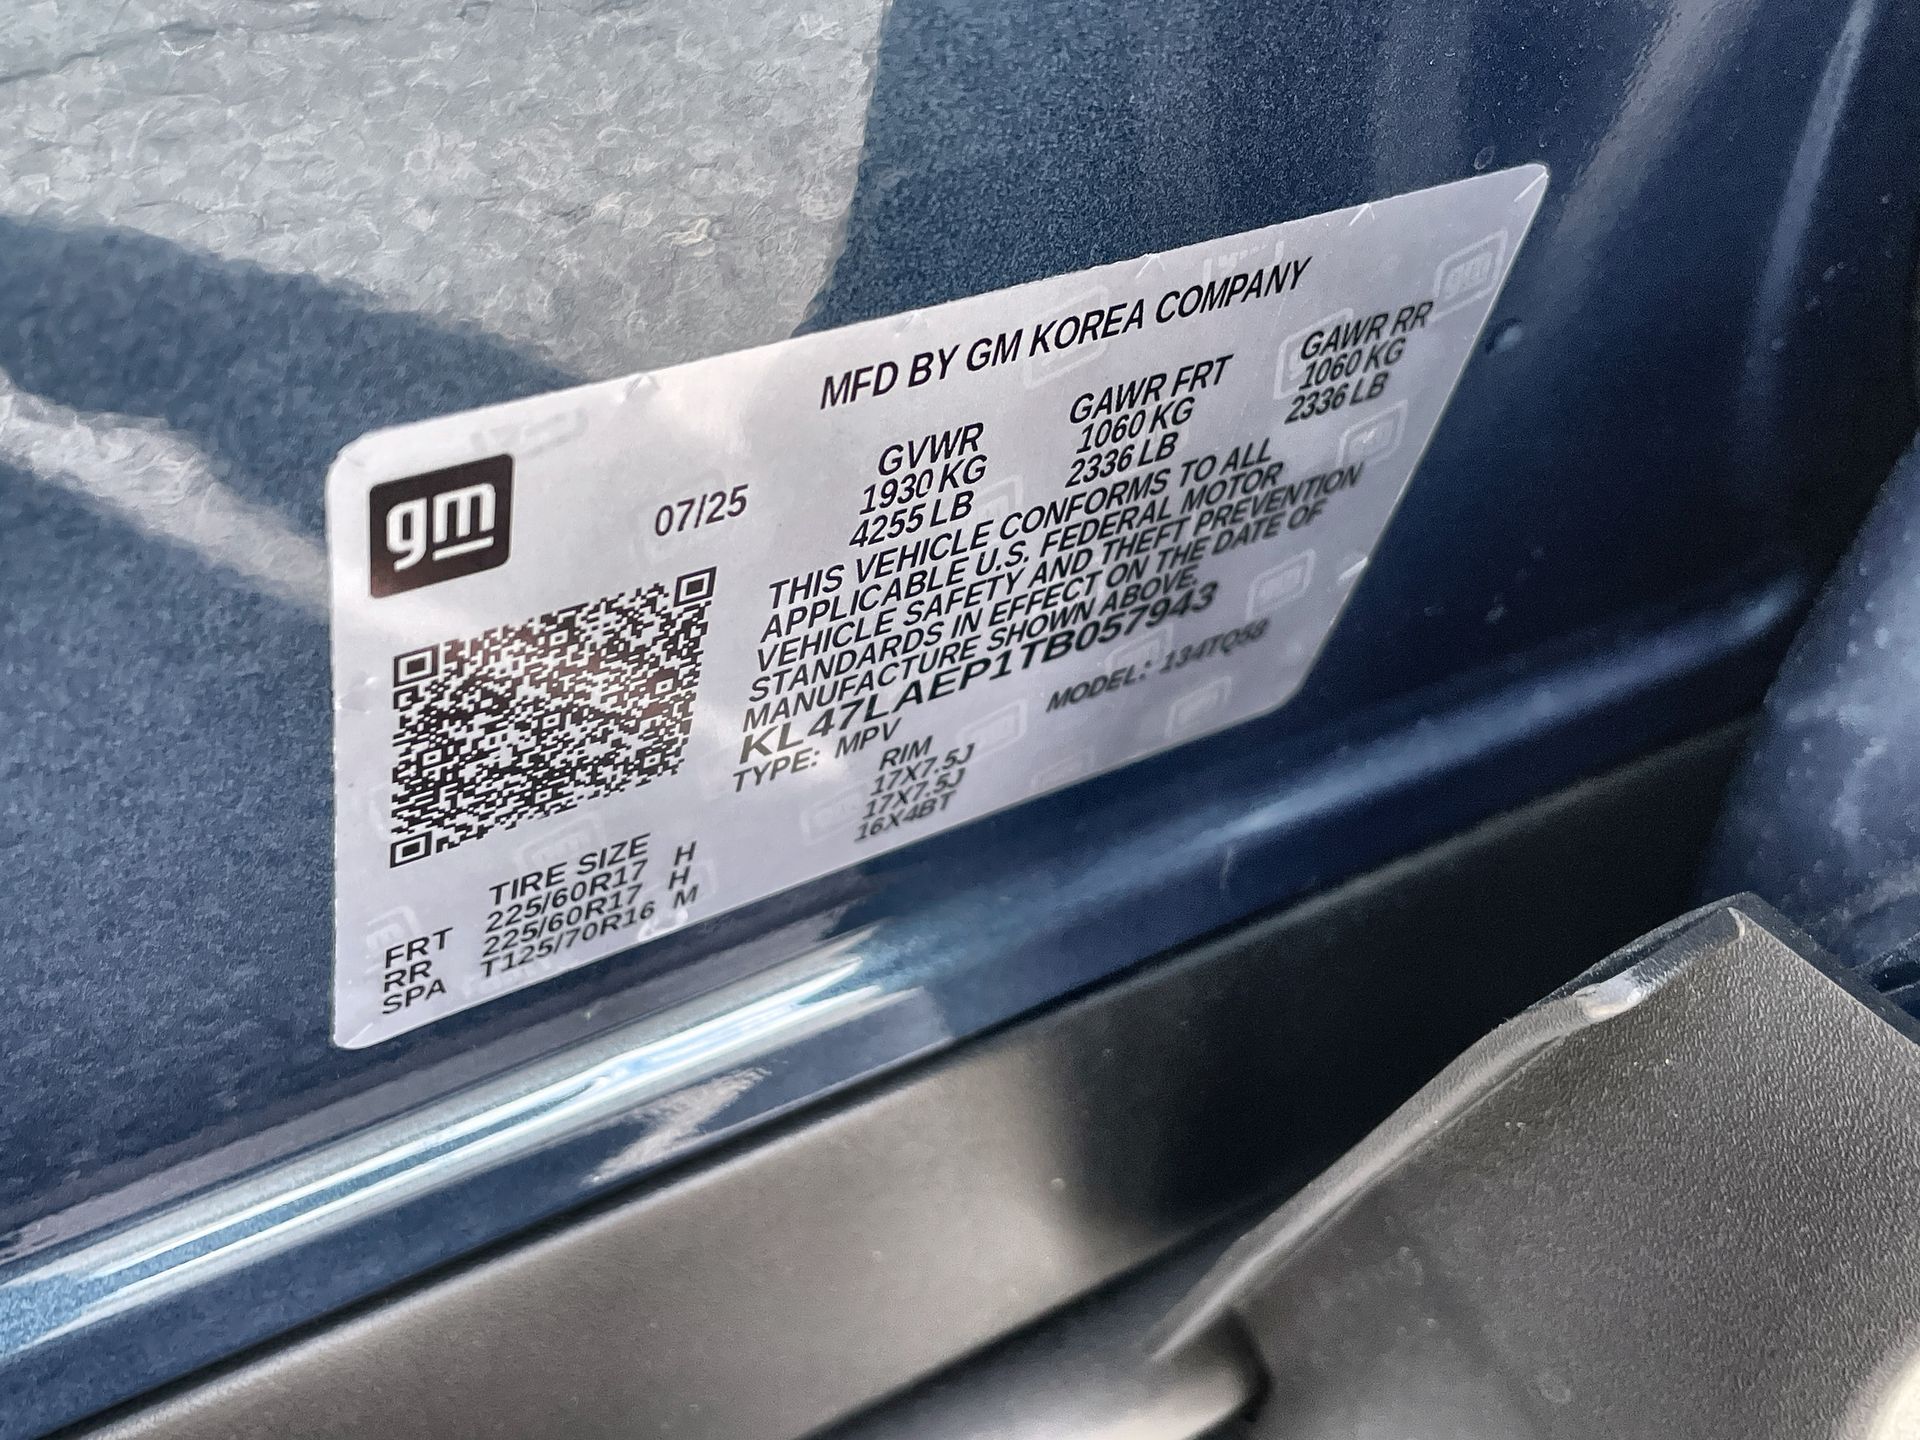 MFD BY GM KOREA COMPANY
gm
07/25
GVWR GAWR FRT GAWR RR
1930 KG 1060 KG 1060 KG
4255 LB 2336 LB 2336 LB
THIS VEHICLE CONFORMS TO ALL
APPLICABLE U.S. FEDERAL MOTOR
VEHICLE SAFETY AND THEFT PREVENTION
STANDARDS IN EFFECT ON THE DATE OF
MANUFACTURE SHOWN ABOVE.
KL47LAEP1TB057943
TYPE: MPV MODEL: 134TQ58
TIRE SIZE RIM
FRT 225/60R17 H 17X7.5J
RR 225/60R17 H 17X7.5J
SPA T125/70R16 M 16X4BT